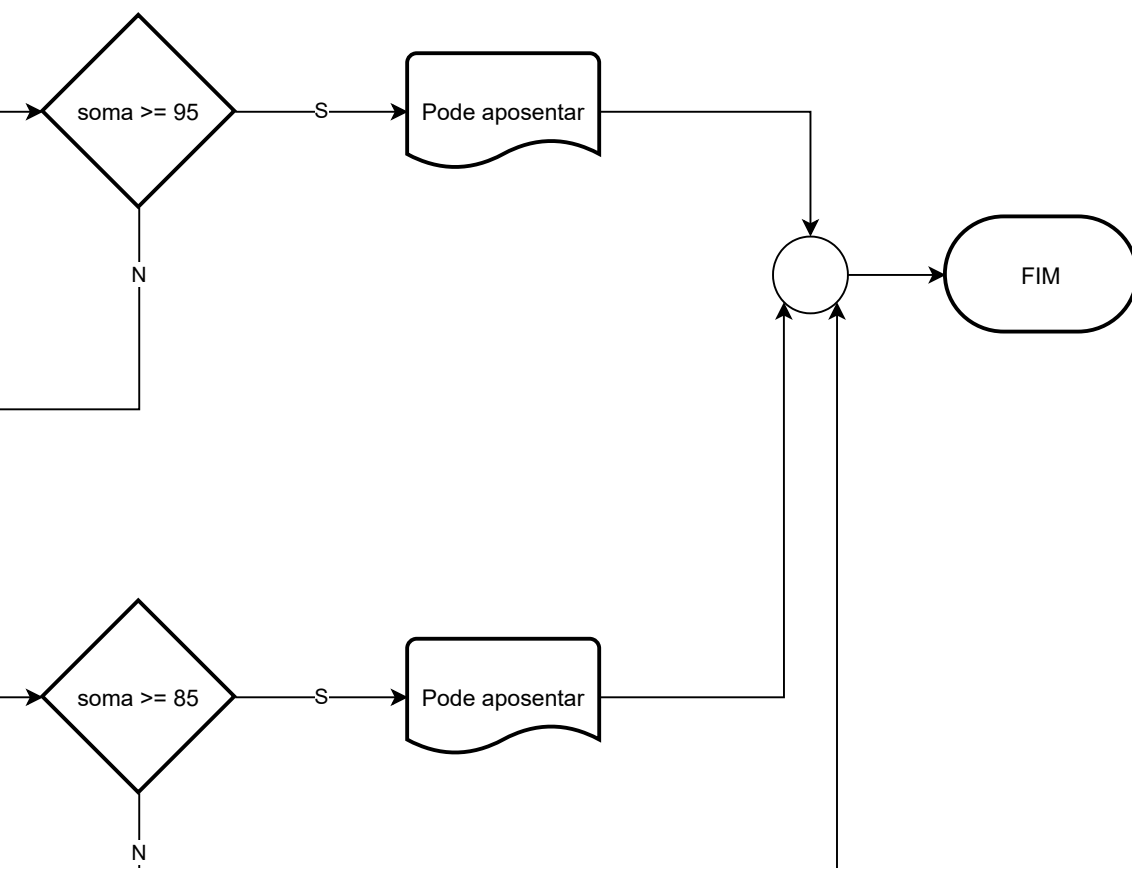 soma >= 95
S
Pode aposentar
N
FIM
soma >= 85
S
Pode aposentar
N